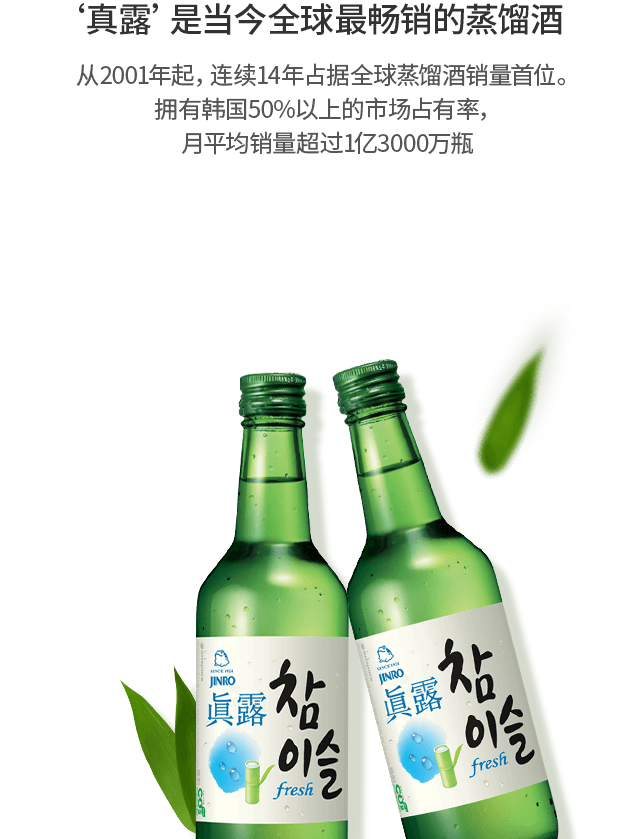 ‘真露’ 是当今全球最畅销的蒸馏酒
从2001年起, 连续14年占据全球蒸馏酒销量首位。
拥有韩国50%以上的市场占有率,
月平均销量超过1亿3000万瓶
SINCE 1924
JINRO
眞露
참
이슬
fresh
SINCE 1924
JINRO
眞露
참
이슬
fresh